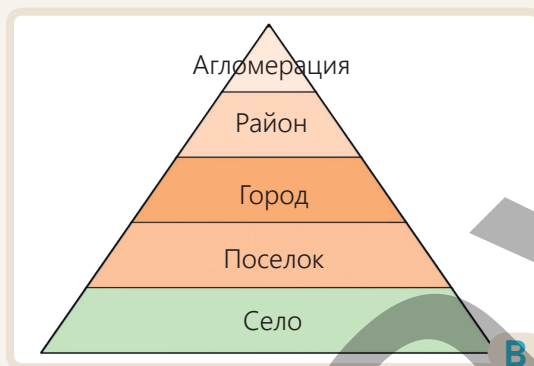 Агломерация
Район
Город
Поселок
Село
B